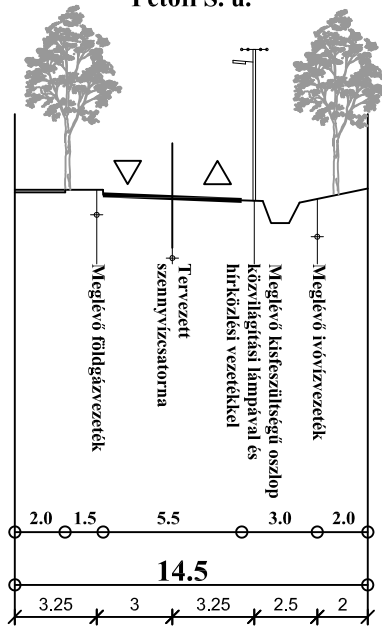 Petőfi S. u.
Meglévő földgázvezeték
Tervezett
szennyvízcsatorna
Meglévő kisfeszültségű oszlop
közvilágítási lámpával és
hírközlési vezetékkel
Meglévő ivóvízvezeték
2.0 1.5 5.5 3.0 2.0
14.5
3.25 3 3.25 2.5 2